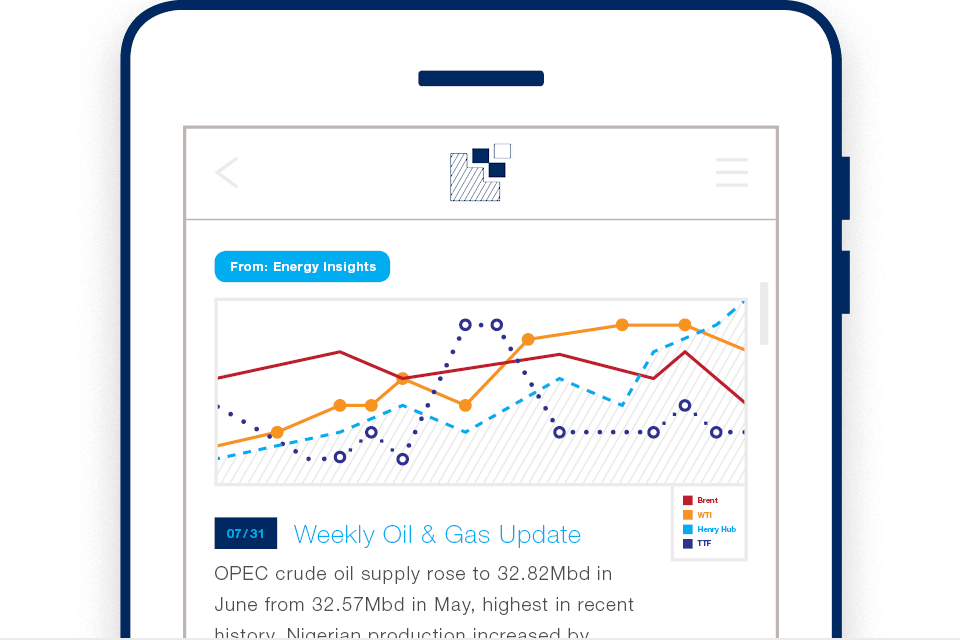 From: Energy Insights
Brent
WTI
Henry Hub
TTF
07/31
Weekly Oil & Gas Update
OPEC crude oil supply rose to 32.82Mbd in
June from 32.57Mbd in May, highest in recent
history. Nigerian production increased by